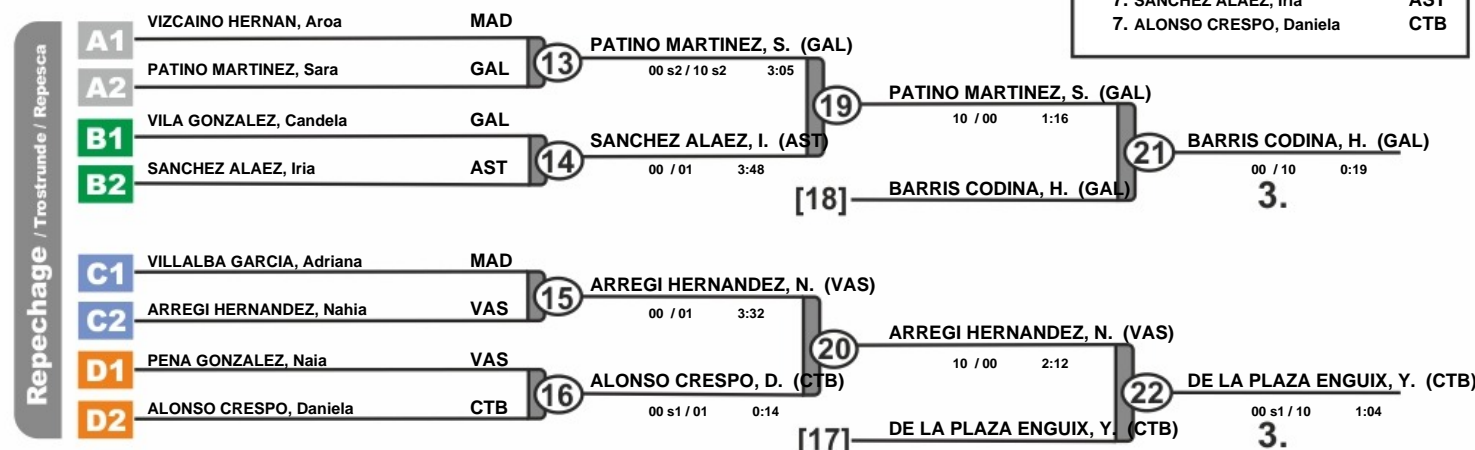 7. SANCHEZ ALAEZ, Iria AST
7. ALONSO CRESPO, Daniela CTB
Repechage / Trostrunde / Repesca
A1 VIZCAINO HERNAN, Aroa MAD
A2 PATINO MARTINEZ, Sara GAL
13 PATINO MARTINEZ, S. (GAL)
00 s2 / 10 s2 3:05
B1 VILA GONZALEZ, Candela GAL
B2 SANCHEZ ALAEZ, Iria AST
14 SANCHEZ ALAEZ, I. (AST)
00 / 01 3:48
19 PATINO MARTINEZ, S. (GAL)
10 / 00 1:16
[18] BARRIS CODINA, H. (GAL)
21 BARRIS CODINA, H. (GAL)
00 / 10 0:19
3.
C1 VILLALBA GARCIA, Adriana MAD
C2 ARREGI HERNANDEZ, Nahia VAS
15 ARREGI HERNANDEZ, N. (VAS)
00 / 01 3:32
D1 PENA GONZALEZ, Naia VAS
D2 ALONSO CRESPO, Daniela CTB
16 ALONSO CRESPO, D. (CTB)
00 s1 / 01 0:14
20 ARREGI HERNANDEZ, N. (VAS)
10 / 00 2:12
[17] DE LA PLAZA ENGUIX, Y. (CTB)
22 DE LA PLAZA ENGUIX, Y. (CTB)
00 s1 / 10 1:04
3.